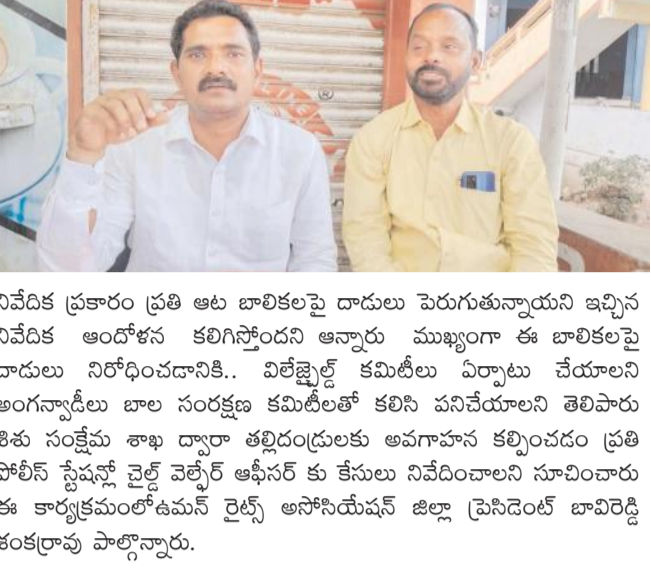 నివేదిక ప్రకారం ప్రతి ఆట బాలికలపై దాడులు పెరుగుతున్నాయని ఇచ్చిన
నివేదిక ఆందోళన కలిగిస్తోందని ఆన్నారు ముఖ్యంగా ఈ బాలికలపై
దాడులు నిరోధించడానికి.. విలేజ్చైల్డ్ కమిటీలు ఏర్పాటు చేయాలని
అంగన్వాడీలు బాల సంరక్షణ కమిటీలతో కలిసి పనిచేయాలని తెలిపారు
శిశు సంక్షేమ శాఖ ద్వారా తల్లిదండ్రులకు అవగాహన కల్పించడం ప్రతి
పోలీస్ స్టేషన్లో చైల్డ్ వెల్ఫేర్ ఆఫీసర్ కు కేసులు నివేదించాలని సూచించారు
ఈ కార్యక్రమంలోఉమన్ రైట్స్ అసోసియేషన్ జిల్లా ప్రెసిడెంట్ బావిరెడ్డి
శంకర్రావు పాల్గొన్నారు.